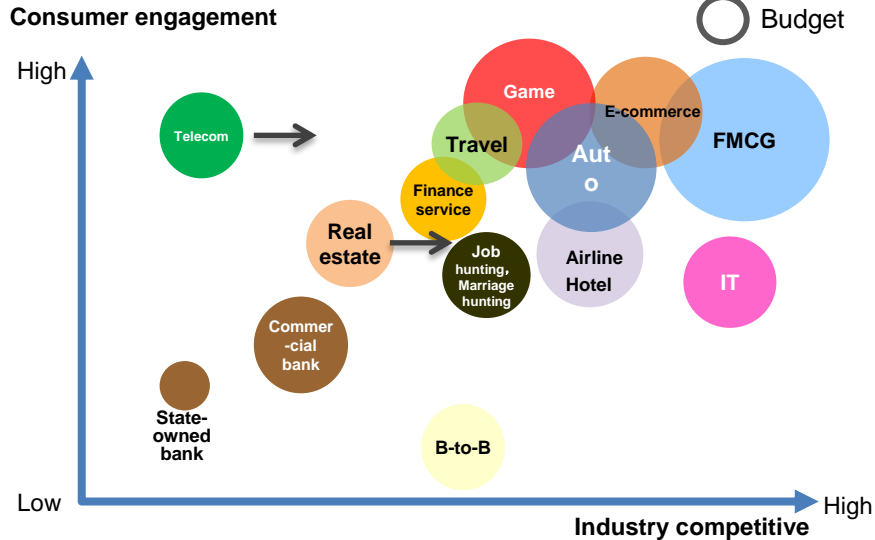 Consumer engagement
Budget
High
Game
E-commerce
Telecom
Travel
FMCG
Aut
o
Finance
service
Real
estate
Job
hunting,
Marriage
hunting
Airline
Hotel
IT
Commer
-cial
bank
State-
owned
bank
B-to-B
Low
High
Industry competitive